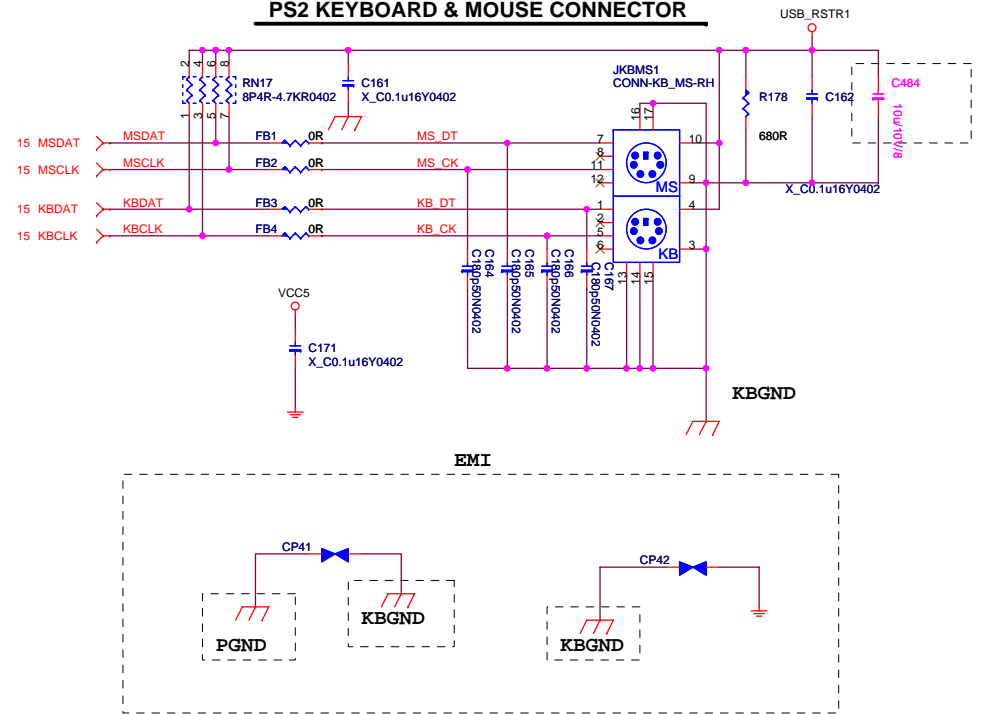 PS2 KEYBOARD & MOUSE CONNECTOR
USB_RSTR1
2 4 6 8
RN17
8P4R-4.7KR0402
1 3 5 7
C161
X_C0.1u16Y0402
JKBMS1
CONN-KB_MS-RH
16 17
R178
680R
C162
X_C0.1u16Y0402
C484
10u/10V/8
15 MSDAT
MSDAT
FB1
0R
MS_DT
7
10
8
15 MSCLK
MSCLK
FB2
0R
MS_CK
11
12
MS
9
15 KBDAT
KBDAT
FB3
0R
KB_DT
1
4
2
15 KBCLK
KBCLK
FB4
0R
KB_CK
5
6
KB
3
13 14 15
C164
C180p50N0402
C165
C180p50N0402
C166
C180p50N0402
C167
C180p50N0402
VCC5
C171
X_C0.1u16Y0402
KBGND
EMI
CP41
PGND
KBGND
CP42
KBGND